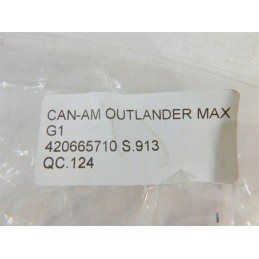 CAN-AM OUTLANDER MAX
G1
420665710 S.913
QC.124